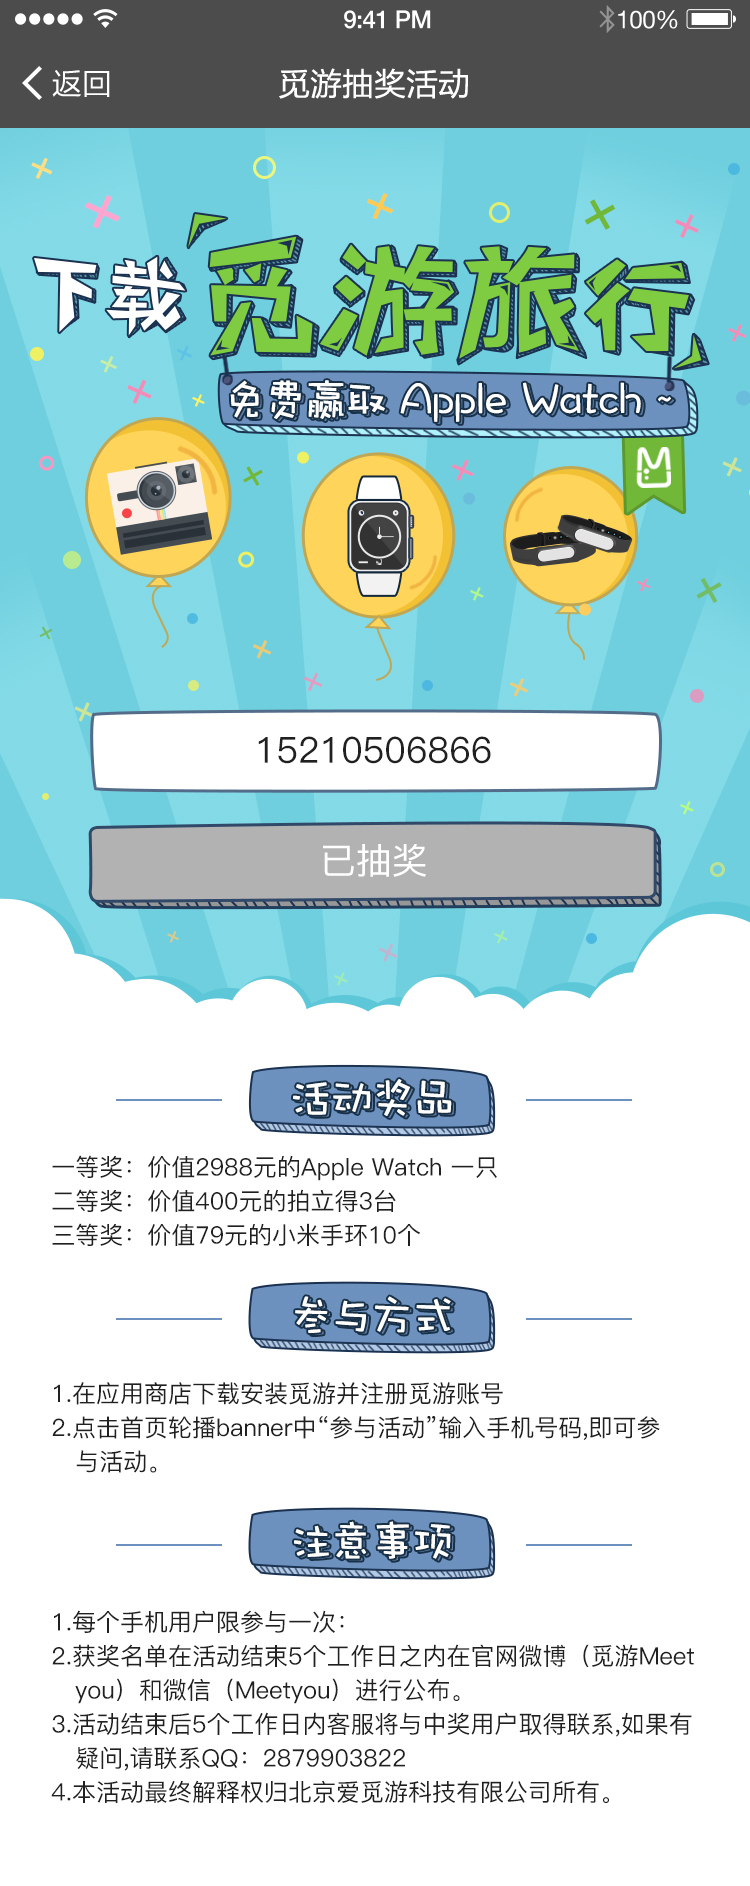 9:41 PM
100%
返回
觅游抽奖活动
下载 觅游旅行
免费赢取 Apple Watch ~
M
15210506866
已抽奖
活动奖品
一等奖：价值2988元的Apple Watch 一只
二等奖：价值400元的拍立得3台
三等奖：价值79元的小米手环10个
参与方式
1.在应用商店下载安装觅游并注册觅游账号
2.点击首页轮播banner中“参与活动”输入手机号码,即可参
与活动。
注意事项
1.每个手机用户限参与一次：
2.获奖名单在活动结束5个工作日之内在官网微博（觅游Meet
you）和微信（Meetyou）进行公布。
3.活动结束后5个工作日内客服将与中奖用户取得联系,如果有
疑问,请联系QQ：2879903822
4.本活动最终解释权归北京爱觅游科技有限公司所有。